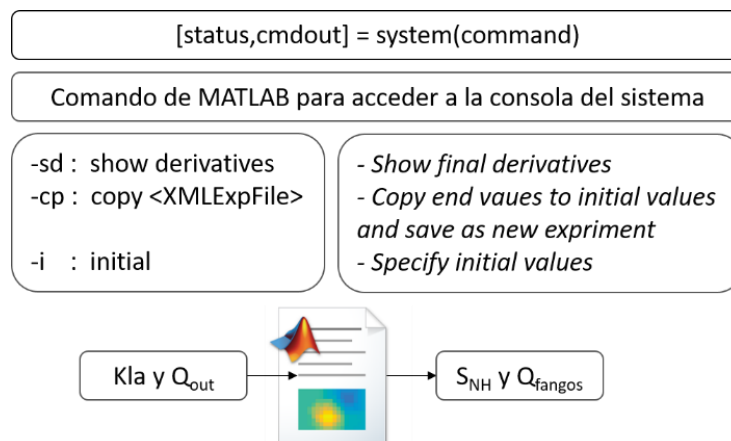 [status,cmdout] = system(command)
Comando de MATLAB para acceder a la consola del sistema
-sd : show derivatives
-cp : copy <XMLExpFile>
-i : initial
- Show final derivatives
- Copy end vaues to initial values
and save as new expriment
- Specify initial values
Kla y Qout
SNH y Qfangos